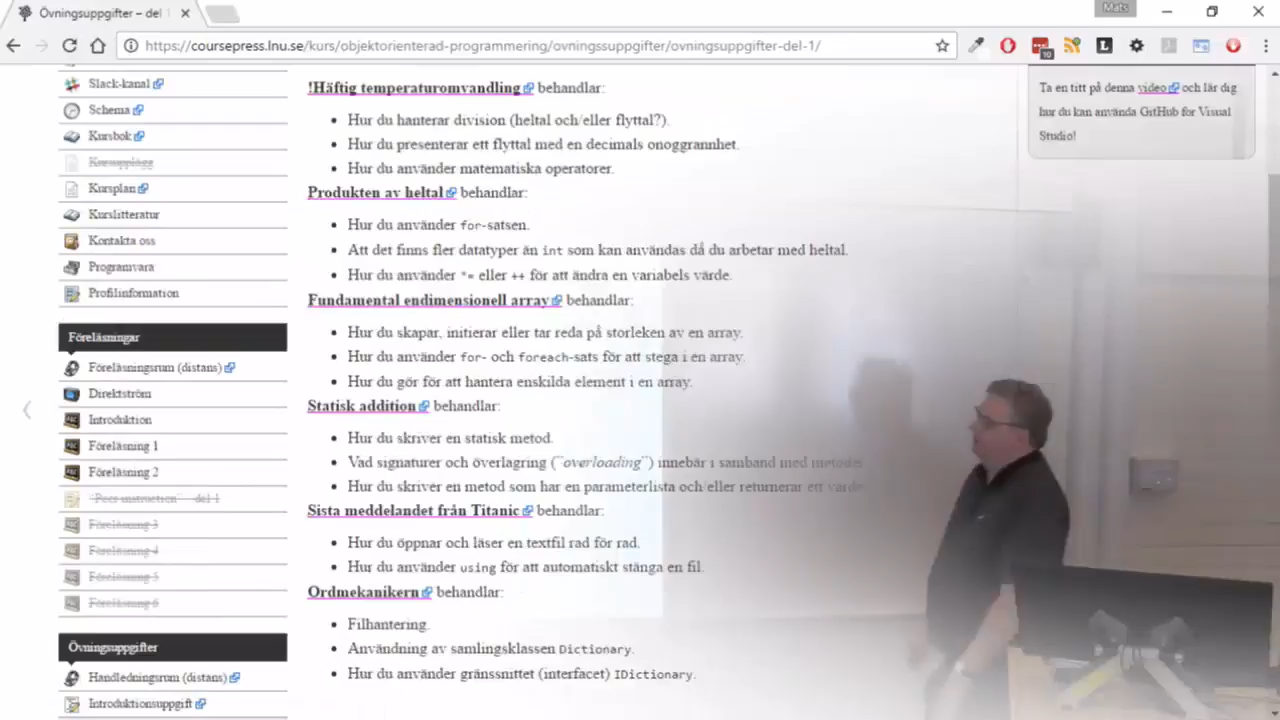 Övningsuppgifter – del 1
Mats
https://coursepress.lnu.se/kurs/objektorienterad-programmering/ovningssuppgifter/ovningsuppgifter-del-1/
10
Slack-kanal
Schema
Kursbok
Kursupplägg
Kursplan
Kurslitteratur
Kontakta oss
Programvara
Profilinformation
Föreläsningar
Föreläsningsrum (distans)
Direktström
Introduktion
Föreläsning 1
Föreläsning 2
"Peer instruction" - del 1
Föreläsning 3
Föreläsning 4
Föreläsning 5
Föreläsning 6
Övningsuppgifter
Handledningsrum (distans)
Introduktionsuppgift
!Häftig temperaturomvandling behandlar:
Hur du hanterar division (heltal och/eller flyttal?).
Hur du presenterar ett flyttal med en decimals onoggrannhet.
Hur du använder matematiska operatorer.
Produkten av heltal behandlar:
Hur du använder for-satsen.
Att det finns fler datatyper än int som kan användas då du arbetar med heltal.
Hur du använder *= eller ++ för att ändra en variabels värde.
Fundamental endimensionell array behandlar:
Hur du skapar, initierar eller tar reda på storleken av en array.
Hur du använder for- och foreach-sats för att stega i en array.
Hur du gör för att hantera enskilda element i en array.
Statisk addition behandlar:
Hur du skriver en statisk metod.
Vad signaturer och överlagring ("overloading") innebär i samband med metoder
Hur du skriver en metod som har en parameterlista och/eller returnerar ett värde
Sista meddelandet från Titanic behandlar:
Hur du öppnar och läser en textfil rad för rad.
Hur du använder using för att automatiskt stänga en fil.
Ordmekanikern behandlar:
Filhantering.
Användning av samlingsklassen Dictionary.
Hur du använder gränssnittet (interfacet) IDictionary.
Ta en titt på denna video och lär dig
hur du kan använda GitHub for Visual
Studio!